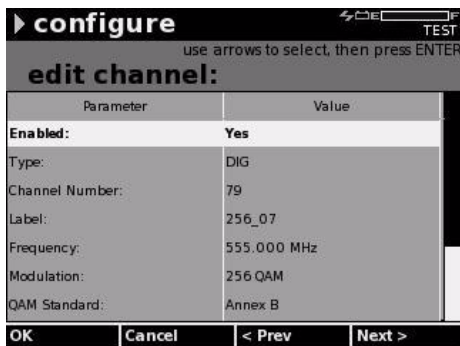 configure
E F
TEST
use arrows to select, then press ENTER
edit channel:
Parameter Value
Enabled: Yes
Type: DIG
Channel Number: 79
Label: 256_07
Frequency: 555.000 MHz
Modulation: 256 QAM
QAM Standard: Annex B
OK Cancel < Prev Next >